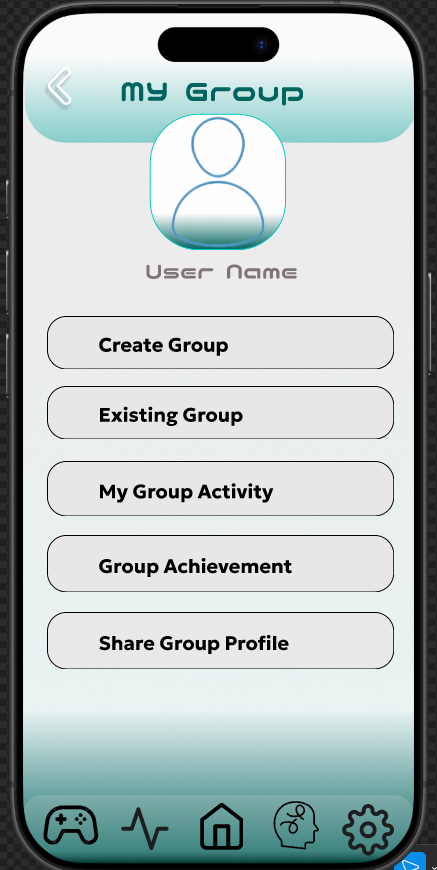 My Group
User Name
Create Group
Existing Group
My Group Activity
Group Achievement
Share Group Profile